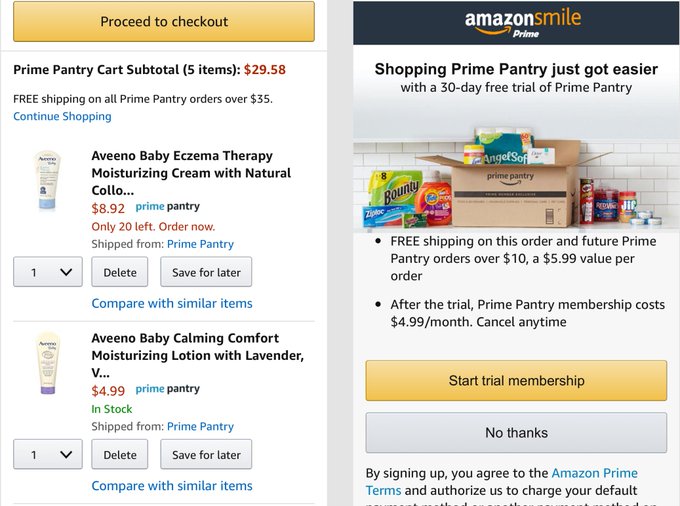 Proceed to checkout
Prime Pantry Cart Subtotal (5 items): $29.58
FREE shipping on all Prime Pantry orders over $35.
Continue Shopping
Aveeno Baby Eczema Therapy
Moisturizing Cream with Natural
Collo...
$8.92 prime pantry
Only 20 left. Order now.
Shipped from: Prime Pantry
1
Delete
Save for later
Compare with similar items
Aveeno Baby Calming Comfort
Moisturizing Lotion with Lavender,
V...
$4.99 prime pantry
In Stock
Shipped from: Prime Pantry
1
Delete
Save for later
Compare with similar items
amazonsmile
Prime
Shopping Prime Pantry just got easier
with a 30-day free trial of Prime Pantry
Angel Sof
Bounty
8
Ziploc
prime pantry
Jif
• FREE shipping on this order and future Prime
Pantry orders over $10, a $5.99 value per
order
• After the trial, Prime Pantry membership costs
$4.99/month. Cancel anytime
Start trial membership
No thanks
By signing up, you agree to the Amazon Prime
Terms and authorize us to charge your default